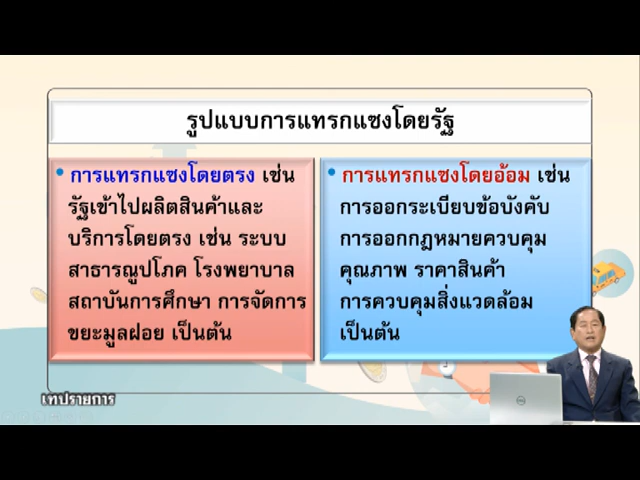 รูปแบบการแทรกแซงโดยรัฐ
• การแทรกแซงโดยตรง เช่น
รัฐเข้าไปผลิตสินค้าและ
บริการโดยตรง เช่น ระบบ
สาธารณูปโภค โรงพยาบาล
สถาบันการศึกษา การจัดการ
ขยะมูลฝอย เป็นต้น
• การแทรกแซงโดยอ้อม เช่น
การออกระเบียบข้อบังคับ
การออกกฎหมายควบคุม
คุณภาพ ราคาสินค้า
การควบคุมสิ่งแวดล้อม
เป็นต้น
เทปรายการ
DELL